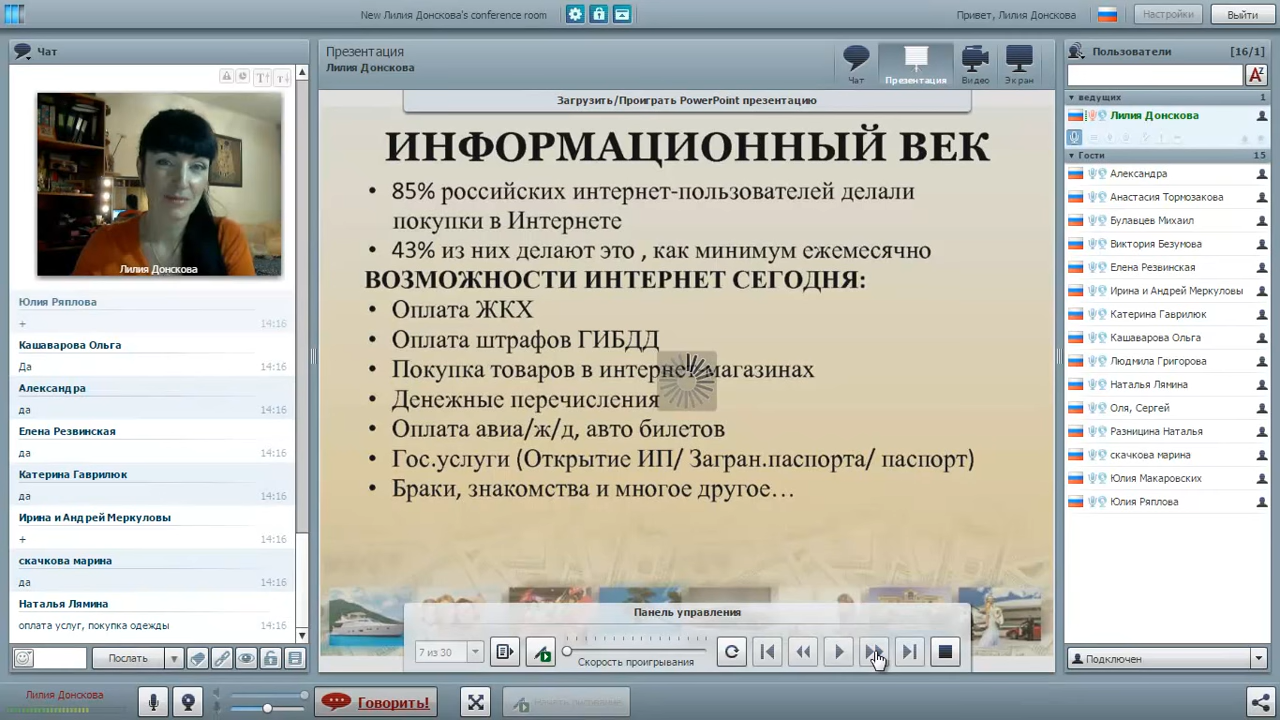 New Лилия Донскова's conference room
Привет, Лилия Донскова
Настройки
Выйти
Чат
Лилия Донскова
Юлия Ряплова
+
14:16
Кашаварова Ольга
Да
14:16
Александра
да
14:16
Елена Резвинская
да
14:16
Катерина Гаврилюк
да
14:16
Ирина и Андрей Меркуловы
+
14:16
скачкова марина
да
14:16
Наталья Лямина
оплата услуг, покупка одежды
14:16
Послать
Презентация
Лилия Донскова
Чат
Презентация
Видео
Экран
Загрузить/Проиграть PowerPoint презентацию
ИНФОРМАЦИОННЫЙ ВЕК
• 85% российских интернет-пользователей делали
покупки в Интернете
• 43% из них делают это , как минимум ежемесячно
ВОЗМОЖНОСТИ ИНТЕРНЕТ СЕГОДНЯ:
• Оплата ЖКХ
• Оплата штрафов ГИБДД
• Покупка товаров в интернет магазинах
• Денежные перечисления
• Оплата авиа/ж/д, авто билетов
• Гос.услуги (Открытие ИП/ Загран.паспорта/ паспорт)
• Браки, знакомства и многое другое…
Панель управления
7 из 30
Скорость проигрывания
Пользователи
[16/1]
ведущих
1
Лилия Донскова
Гости
15
Александра
Анастасия Тормозакова
Булавцев Михаил
Виктория Безумова
Елена Резвинская
Ирина и Андрей Меркуловы
Катерина Гаврилюк
Кашаварова Ольга
Людмила Григорова
Наталья Лямина
Оля, Сергей
Разницина Наталья
скачкова марина
Юлия Макаровских
Юлия Ряплова
Подключен
Лилия Донскова
Говорить!